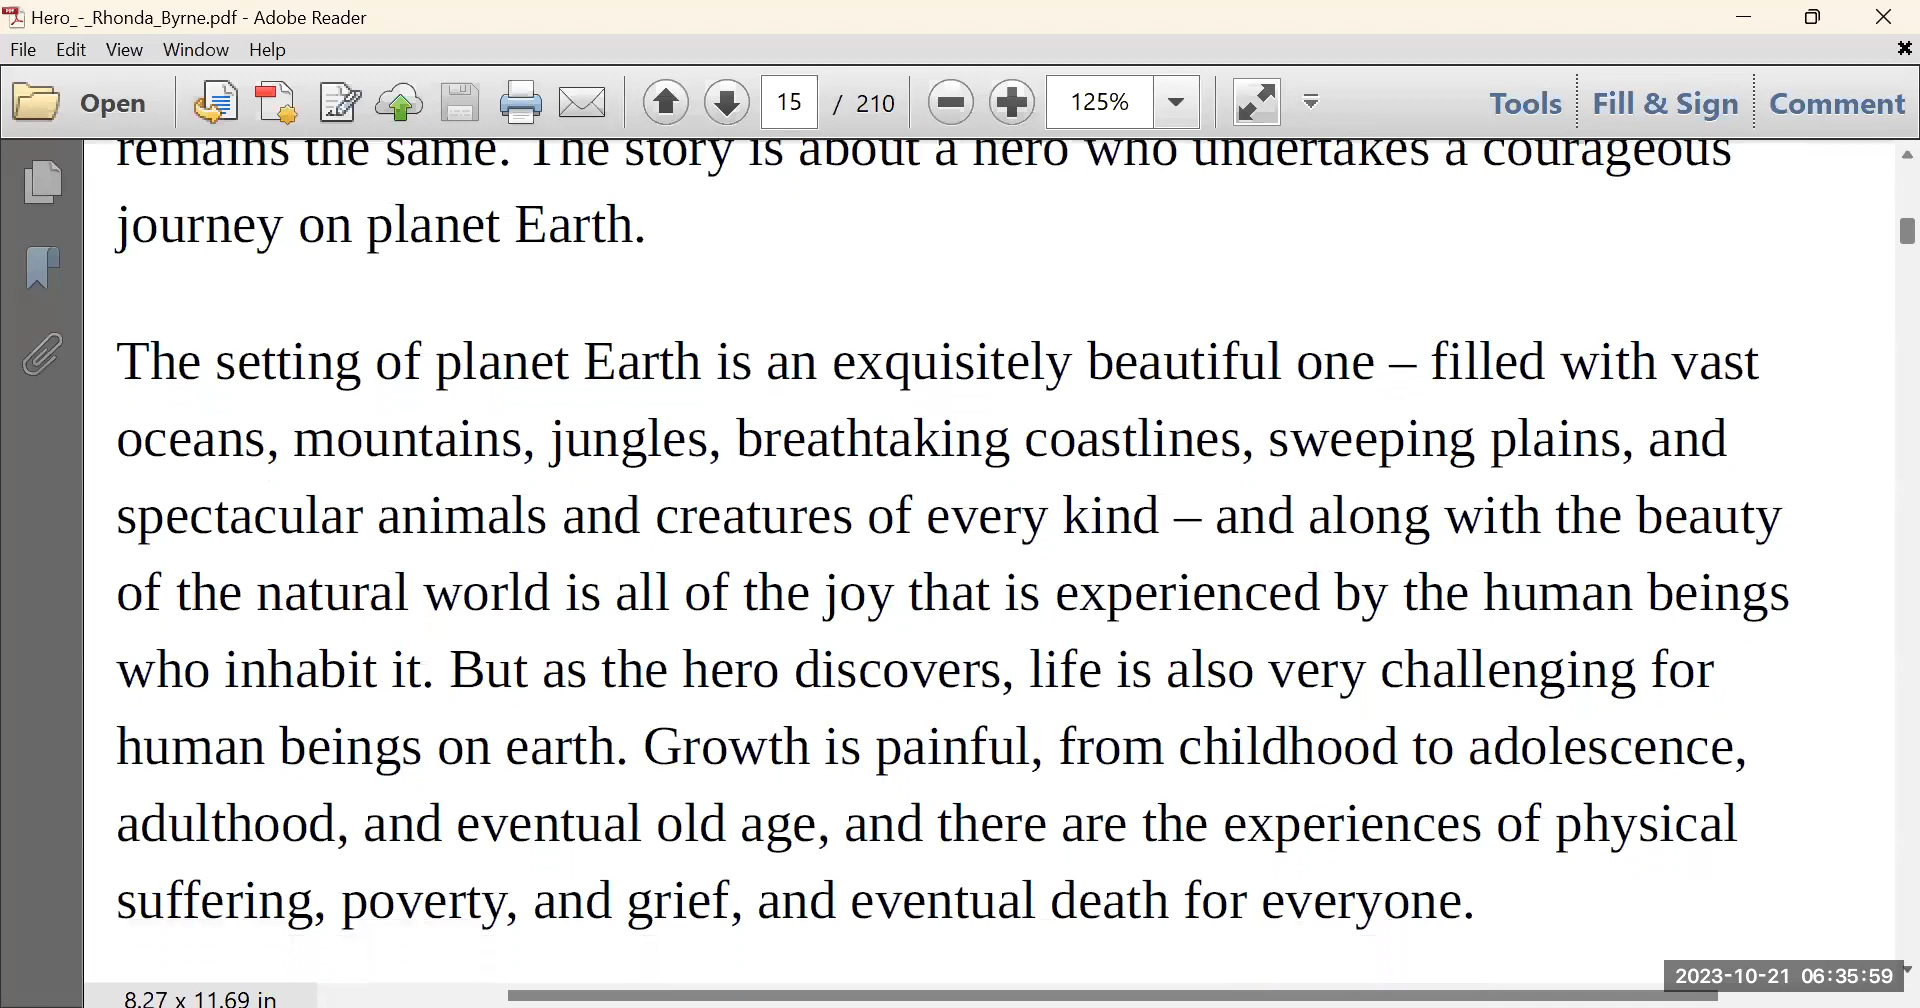 Hero_-_Rhonda_Byrne.pdf - Adobe Reader
File Edit View Window Help
Open 15 / 210 125% Tools Fill & Sign Comment
remains the same. The story is about a hero who undertakes a courageous
journey on planet Earth.
The setting of planet Earth is an exquisitely beautiful one – filled with vast
oceans, mountains, jungles, breathtaking coastlines, sweeping plains, and
spectacular animals and creatures of every kind – and along with the beauty
of the natural world is all of the joy that is experienced by the human beings
who inhabit it. But as the hero discovers, life is also very challenging for
human beings on earth. Growth is painful, from childhood to adolescence,
adulthood, and eventual old age, and there are the experiences of physical
suffering, poverty, and grief, and eventual death for everyone.
2023-10-21 06:35:59
8.27 x 11.69 in